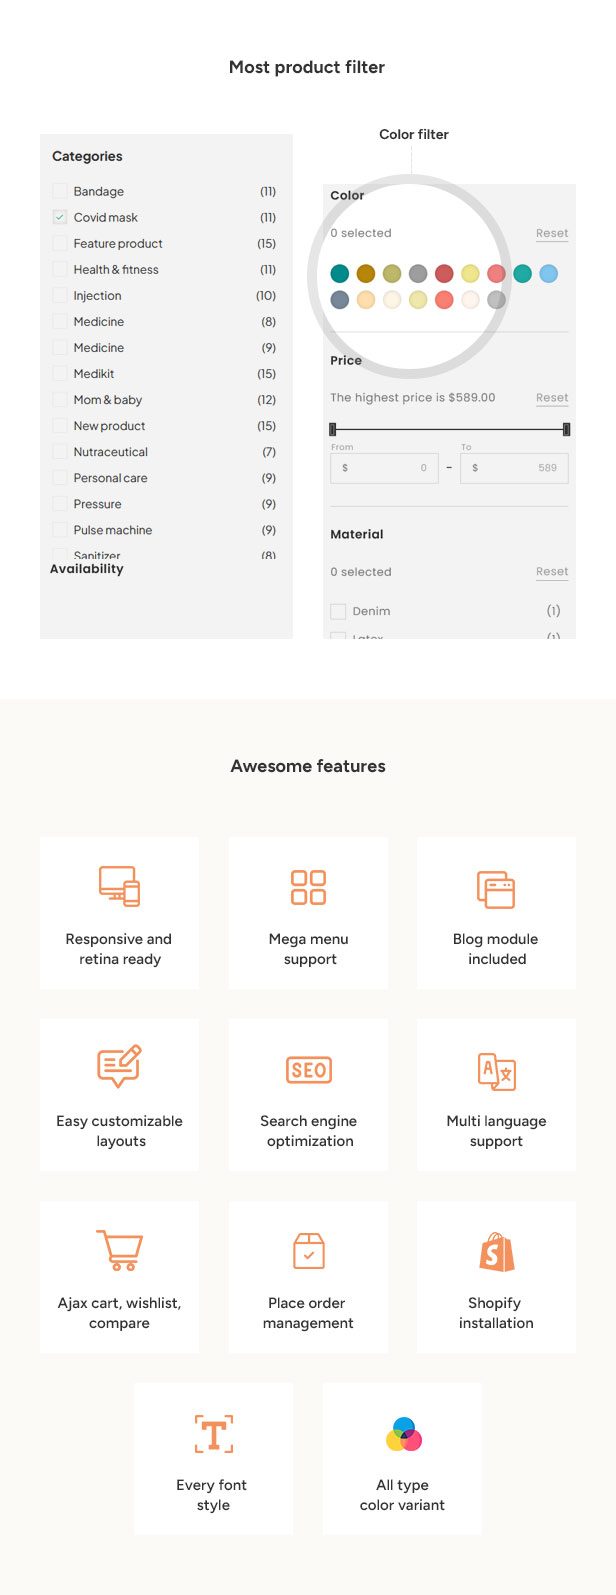 Most product filter
Categories
Bandage (11)
Covid mask (11)
Feature product (15)
Health & fitness (11)
Injection (10)
Medicine (8)
Medicine (9)
Medikit (15)
Mom & baby (12)
New product (15)
Nutraceutical (7)
Personal care (9)
Pressure (9)
Pulse machine (9)
Sanitizer (8)
Availability
Color filter
Color
0 selected Reset
Price
The highest price is $589.00 Reset
From To
$ 0 - $ 589
Material
0 selected Reset
Denim (1)
Latex (1)
Awesome features
Responsive and
retina ready
Mega menu
support
Blog module
included
Easy customizable
layouts
SEO
Search engine
optimization
A 文
Multi language
support
Ajax cart, wishlist,
compare
Place order
management
S
Shopify
installation
T
Every font
style
All type
color variant